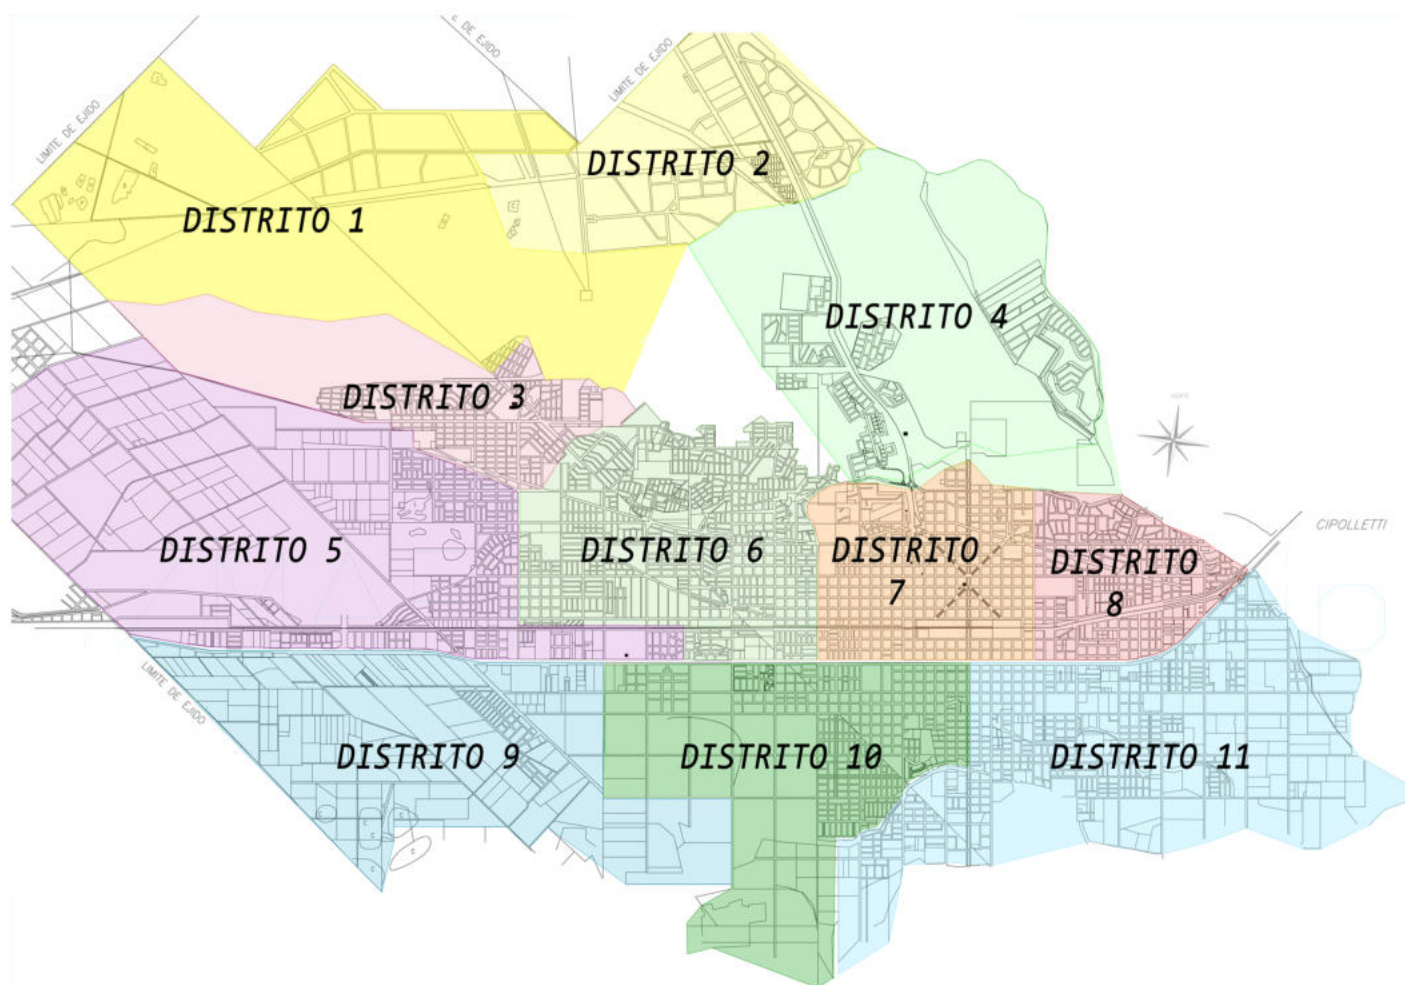 LIMITE DE EJIDO
E DE EJIDO
LIMITE DE EJIDO
DISTRITO 2
DISTRITO 1
DISTRITO 4
DISTRITO 3
NORTE
CIPOLLETTI
DISTRITO 5
DISTRITO 6
DISTRITO
7
DISTRITO
8
LIMITE DE EJIDO
DISTRITO 9
DISTRITO 10
DISTRITO 11